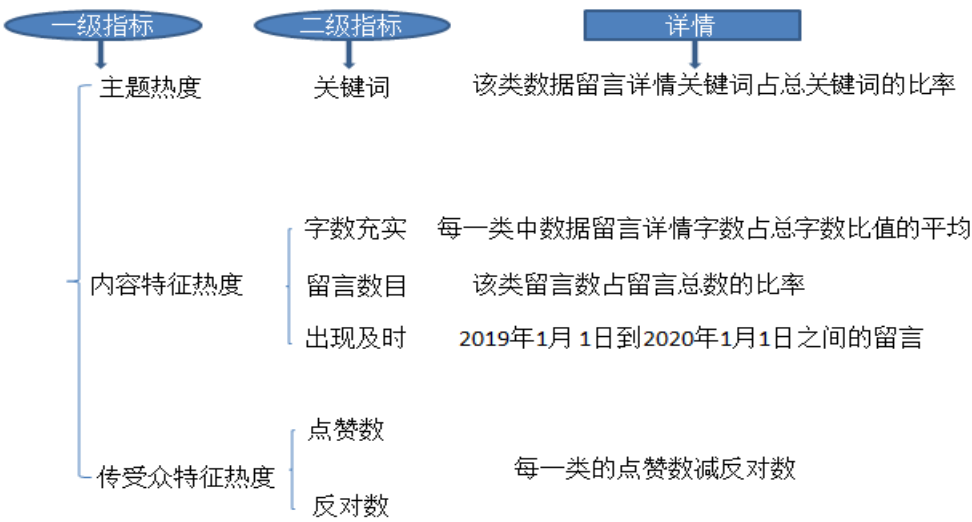 一级指标 二级指标 详情
主题热度 关键词 该类数据留言详情关键词占总关键词的比率
字数充实 每一类中数据留言详情字数占总字数比值的平均
内容特征热度 留言数目 该类留言数占留言总数的比率
出现及时 2019年1月1日到2020年1月1日之间的留言
点赞数
传受众特征热度 每一类的点赞数减反对数
反对数